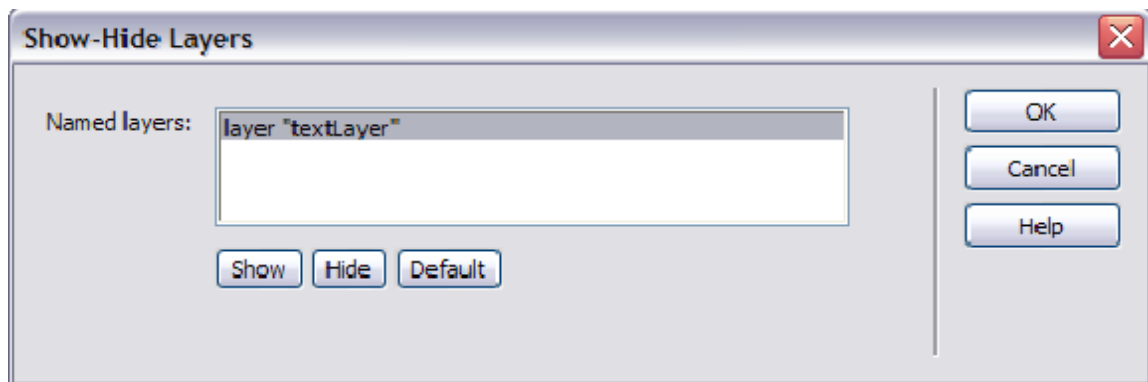 Show-Hide Layers
Named layers:
layer "textLayer"
Show
Hide
Default
OK
Cancel
Help